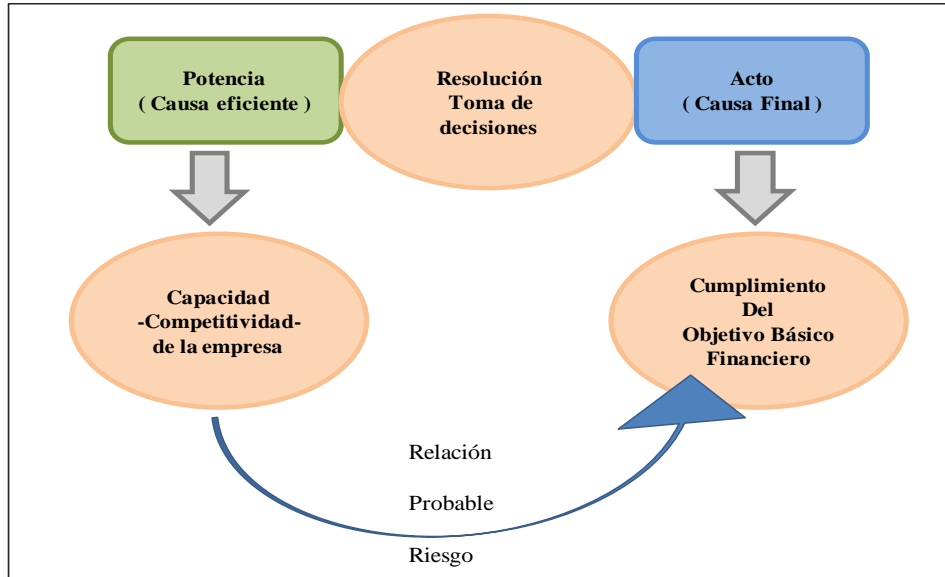 Potencia
( Causa eficiente )
Resolución
Toma de
decisiones
Acto
( Causa Final )
Capacidad
-Competitividad-
de la empresa
Cumplimiento
Del
Objetivo Básico
Financiero
Relación
Probable
Riesgo